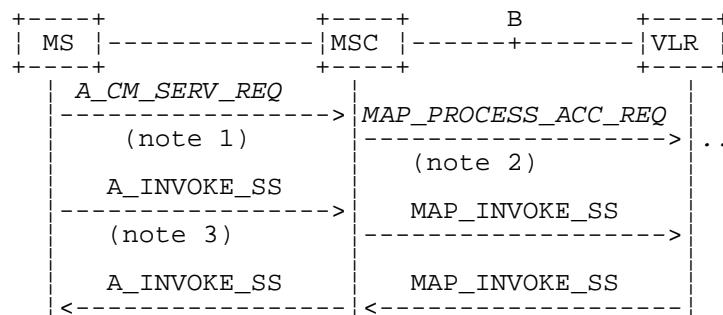 B
MS MSC VLR
A_CM_SERV_REQ
MAP_PROCESS_ACC_REQ
(note 1) ..
(note 2)
A_INVOKE_SS
MAP_INVOKE_SS
(note 3)
A_INVOKE_SS MAP_INVOKE_SS